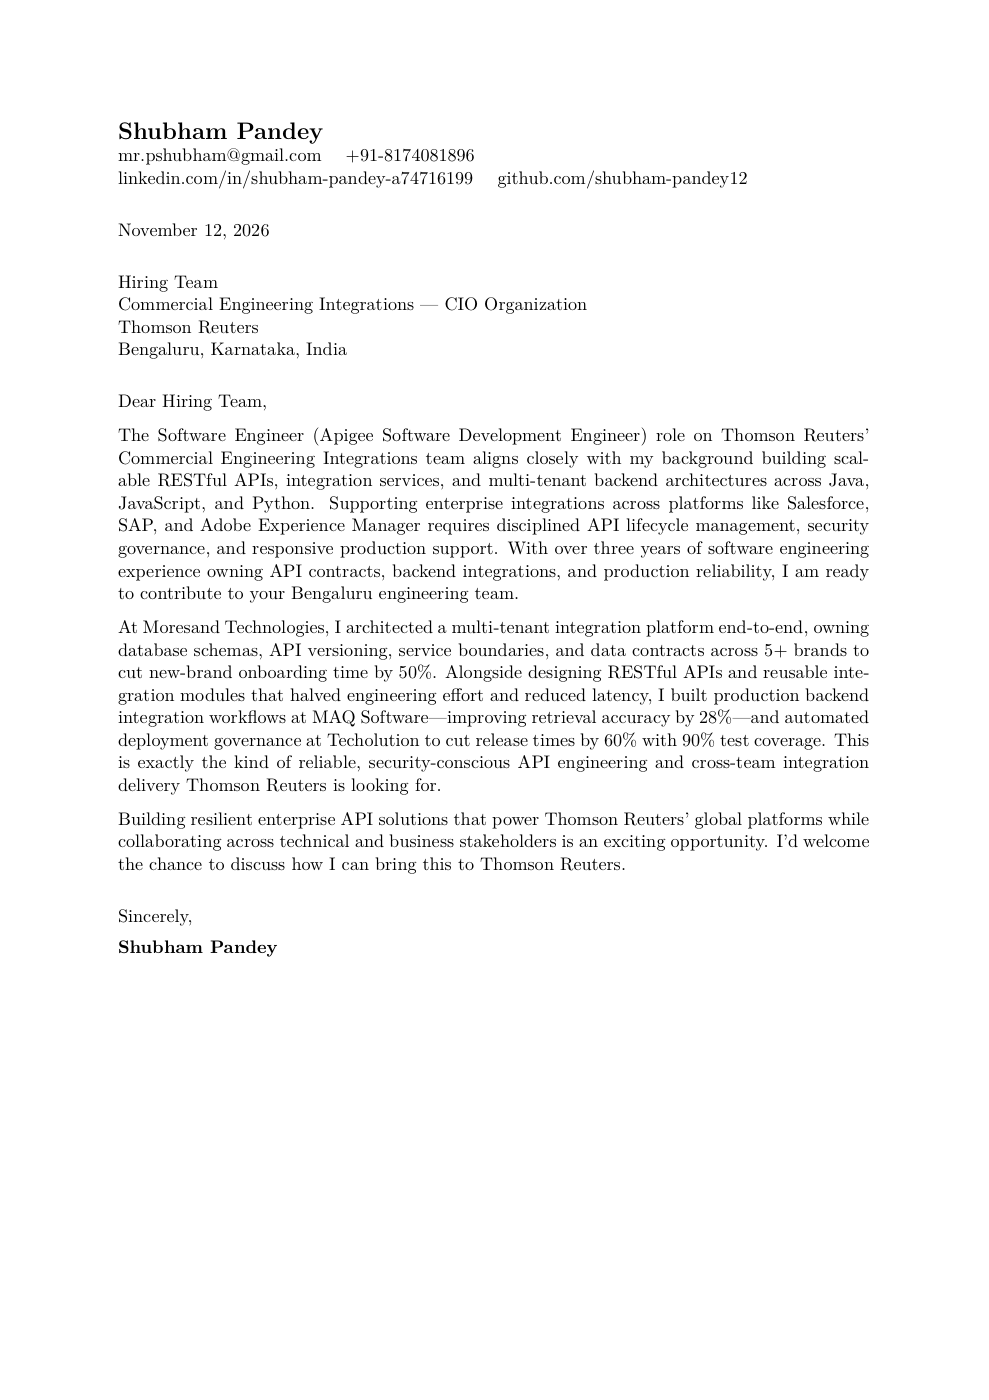 Shubham Pandey
mr.pshubham@gmail.com +91-8174081896
linkedin.com/in/shubham-pandey-a74716199 github.com/shubham-pandey12
November 12, 2026
Hiring Team
Commercial Engineering Integrations — CIO Organization
Thomson Reuters
Bengaluru, Karnataka, India
Dear Hiring Team,
The Software Engineer (Apigee Software Development Engineer) role on Thomson Reuters’
Commercial Engineering Integrations team aligns closely with my background building scal-
able RESTful APIs, integration services, and multi-tenant backend architectures across Java,
JavaScript, and Python. Supporting enterprise integrations across platforms like Salesforce,
SAP, and Adobe Experience Manager requires disciplined API lifecycle management, security
governance, and responsive production support. With over three years of software engineering
experience owning API contracts, backend integrations, and production reliability, I am ready
to contribute to your Bengaluru engineering team.
At Moresand Technologies, I architected a multi-tenant integration platform end-to-end, owning
database schemas, API versioning, service boundaries, and data contracts across 5+ brands to
cut new-brand onboarding time by 50%. Alongside designing RESTful APIs and reusable inte-
gration modules that halved engineering effort and reduced latency, I built production backend
integration workflows at MAQ Software—improving retrieval accuracy by 28%—and automated
deployment governance at Techolution to cut release times by 60% with 90% test coverage. This
is exactly the kind of reliable, security-conscious API engineering and cross-team integration
delivery Thomson Reuters is looking for.
Building resilient enterprise API solutions that power Thomson Reuters’ global platforms while
collaborating across technical and business stakeholders is an exciting opportunity. I’d welcome
the chance to discuss how I can bring this to Thomson Reuters.
Sincerely,
Shubham Pandey